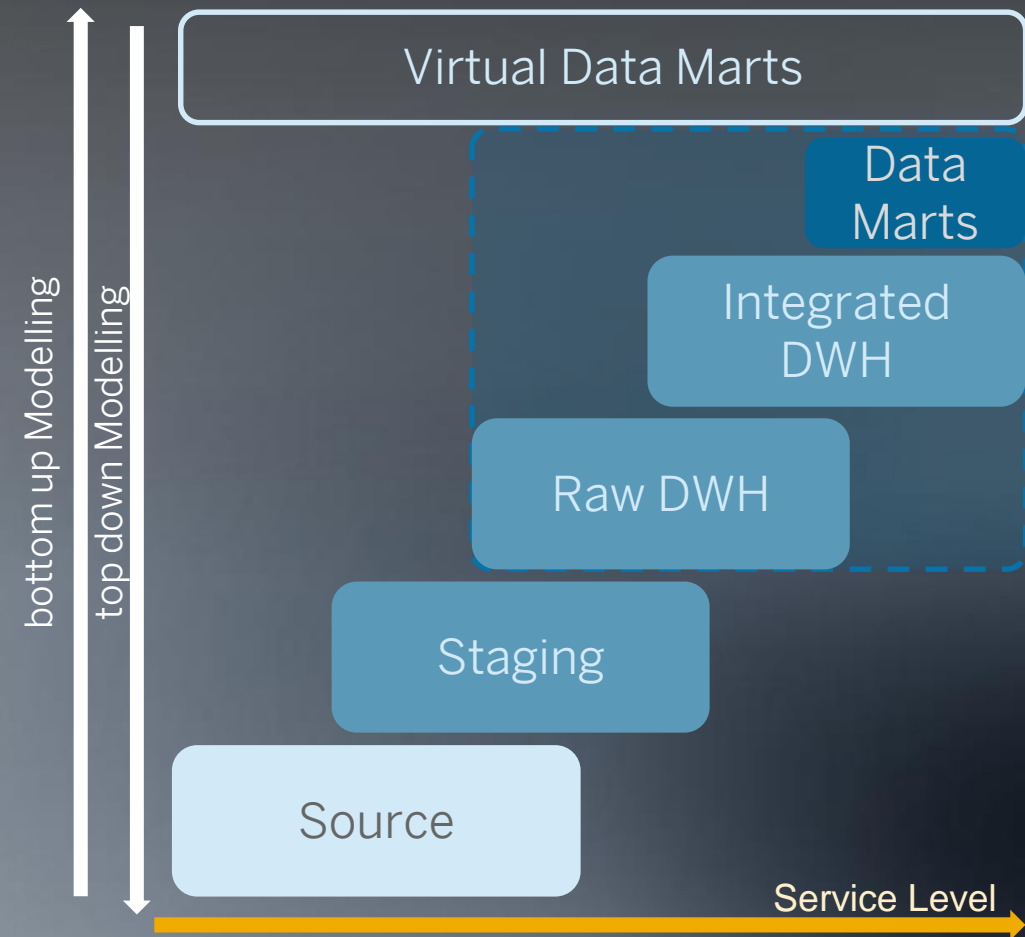 Virtual Data Marts
Data
Marts
Integrated
DWH
Raw DWH
Staging
Source
bottom up Modelling
top down Modelling
Service Level